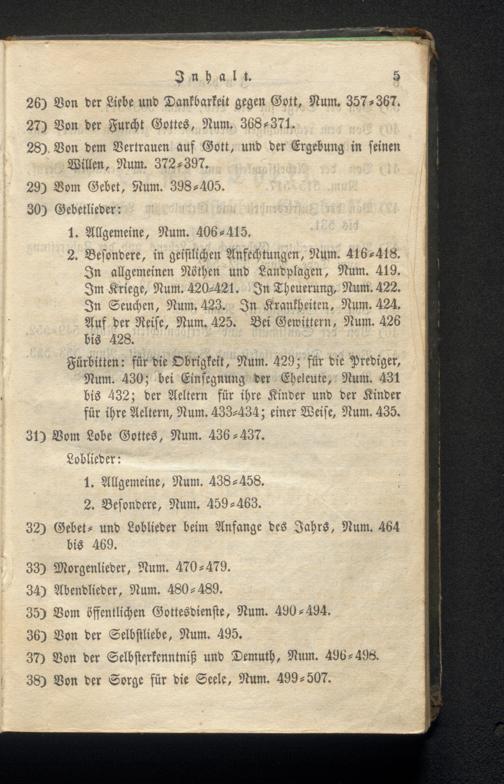 Inhalt. 5
26) Von der Liebe und Dankbarkeit gegen Gott, Num. 357⸗367.
27) Von der Furcht Gottes, Num. 368⸗371.
28) Von dem Vertrauen auf Gott, und der Ergebung in seinen
Willen, Num. 372⸗397.
29) Vom Gebet, Num. 398⸗405.
30) Gebetlieder:
1. Allgemeine, Num. 406⸗415.
2. Besondere, in geistlichen Anfechtungen, Num. 416⸗418.
In allgemeinen Nöthen und Landplagen, Num. 419.
Im Kriege, Num. 420⸗421. In Theuerung, Num. 422.
In Seuchen, Num. 423. In Krankheiten, Num. 424.
Auf der Reise, Num. 425. Bei Gewittern, Num. 426
bis 428.
Fürbitten: für die Obrigkeit, Num. 429; für die Prediger,
Num. 430; bei Einsegnung der Eheleute, Num. 431
bis 432; der Aeltern für ihre Kinder und der Kinder
für ihre Aeltern, Num. 433⸗434; einer Weise, Num. 435.
31) Vom Lobe Gottes, Num. 436⸗437.
Loblieder:
1. Allgemeine, Num. 438⸗458.
2. Besondere, Num. 459⸗463.
32) Gebet⸗ und Loblieder beim Anfange des Jahrs, Num. 464
bis 469.
33) Morgenlieder, Num. 470⸗479.
34) Abendlieder, Num. 480⸗489.
35) Vom öffentlichen Gottesdienste, Num. 490⸗494.
36) Von der Selbstliebe, Num. 495.
37) Von der Selbsterkenntniß und Demuth, Num. 496⸗498.
38) Von der Sorge für die Seele, Num. 499⸗507.